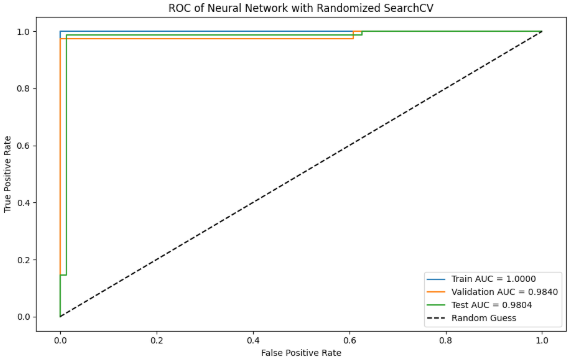 ROC of Neural Network with Randomized SearchCV
True Positive Rate
1.0
0.8
0.6
0.4
0.2
0.0
Train AUC = 1.0000
Validation AUC = 0.9840
Test AUC = 0.9804
Random Guess
0.0 0.2 0.4 0.6 0.8 1.0
False Positive Rate